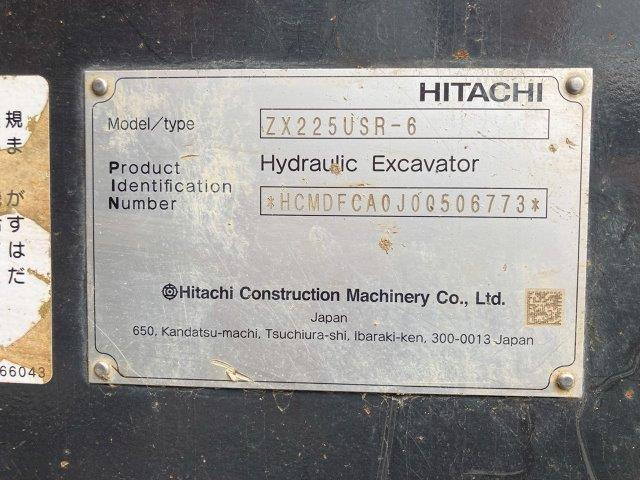 HITACHI
Model/type ZX225USR-6
Product Hydraulic Excavator
Identification
Number *HCMDFCA0J0Q506773*
Hitachi Construction Machinery Co., Ltd.
Japan
650, Kandatsu-machi, Tsuchiura-shi, Ibaraki-ken, 300-0013 Japan
規
ま
が
す
は
だ
66043